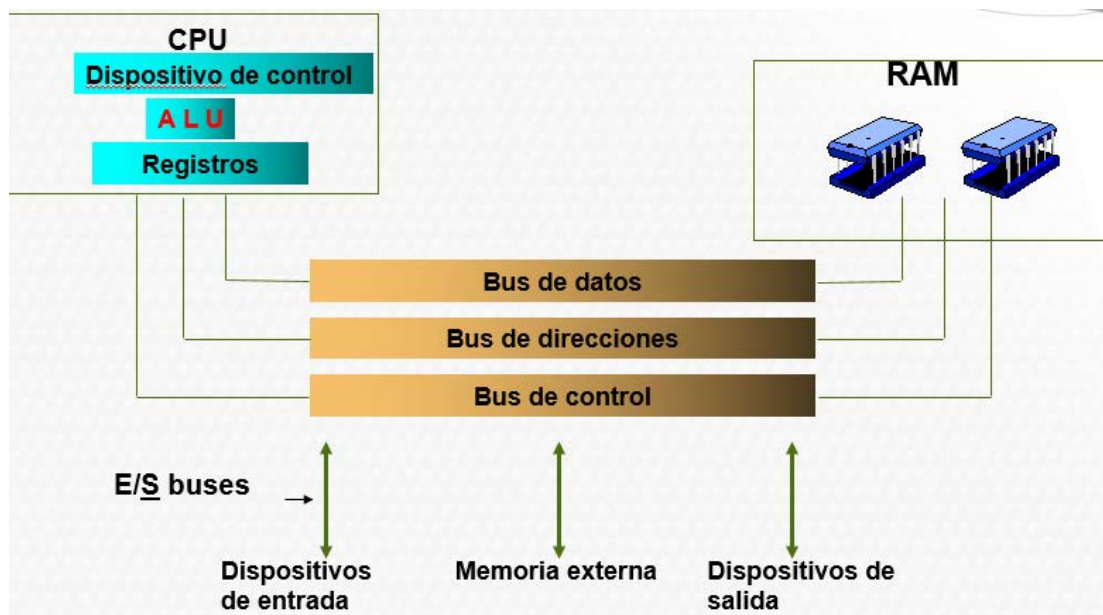 CPU
Dispositivo de control
A L U
Registros
RAM
Bus de datos
Bus de direcciones
Bus de control
E/S buses
Dispositivos
de entrada
Memoria externa
Dispositivos de
salida